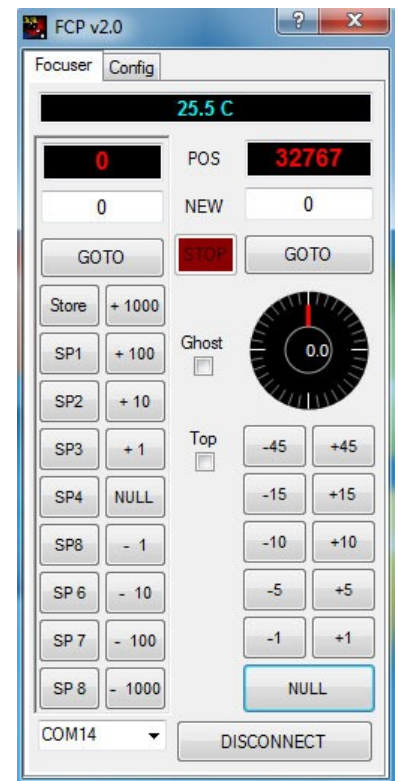 FCP v2.0 ? X
Focuser Config
25.5 C
0 POS 32767
0 NEW 0
GOTO STOP GOTO
Store + 1000
SP1 + 100 Ghost 0.0
SP2 + 10
SP3 + 1 Top -45 +45
SP4 NULL -15 +15
SP8 - 1 -10 +10
SP 6 - 10 -5 +5
SP 7 - 100 -1 +1
SP 8 - 1000 NULL
COM14 DISCONNECT